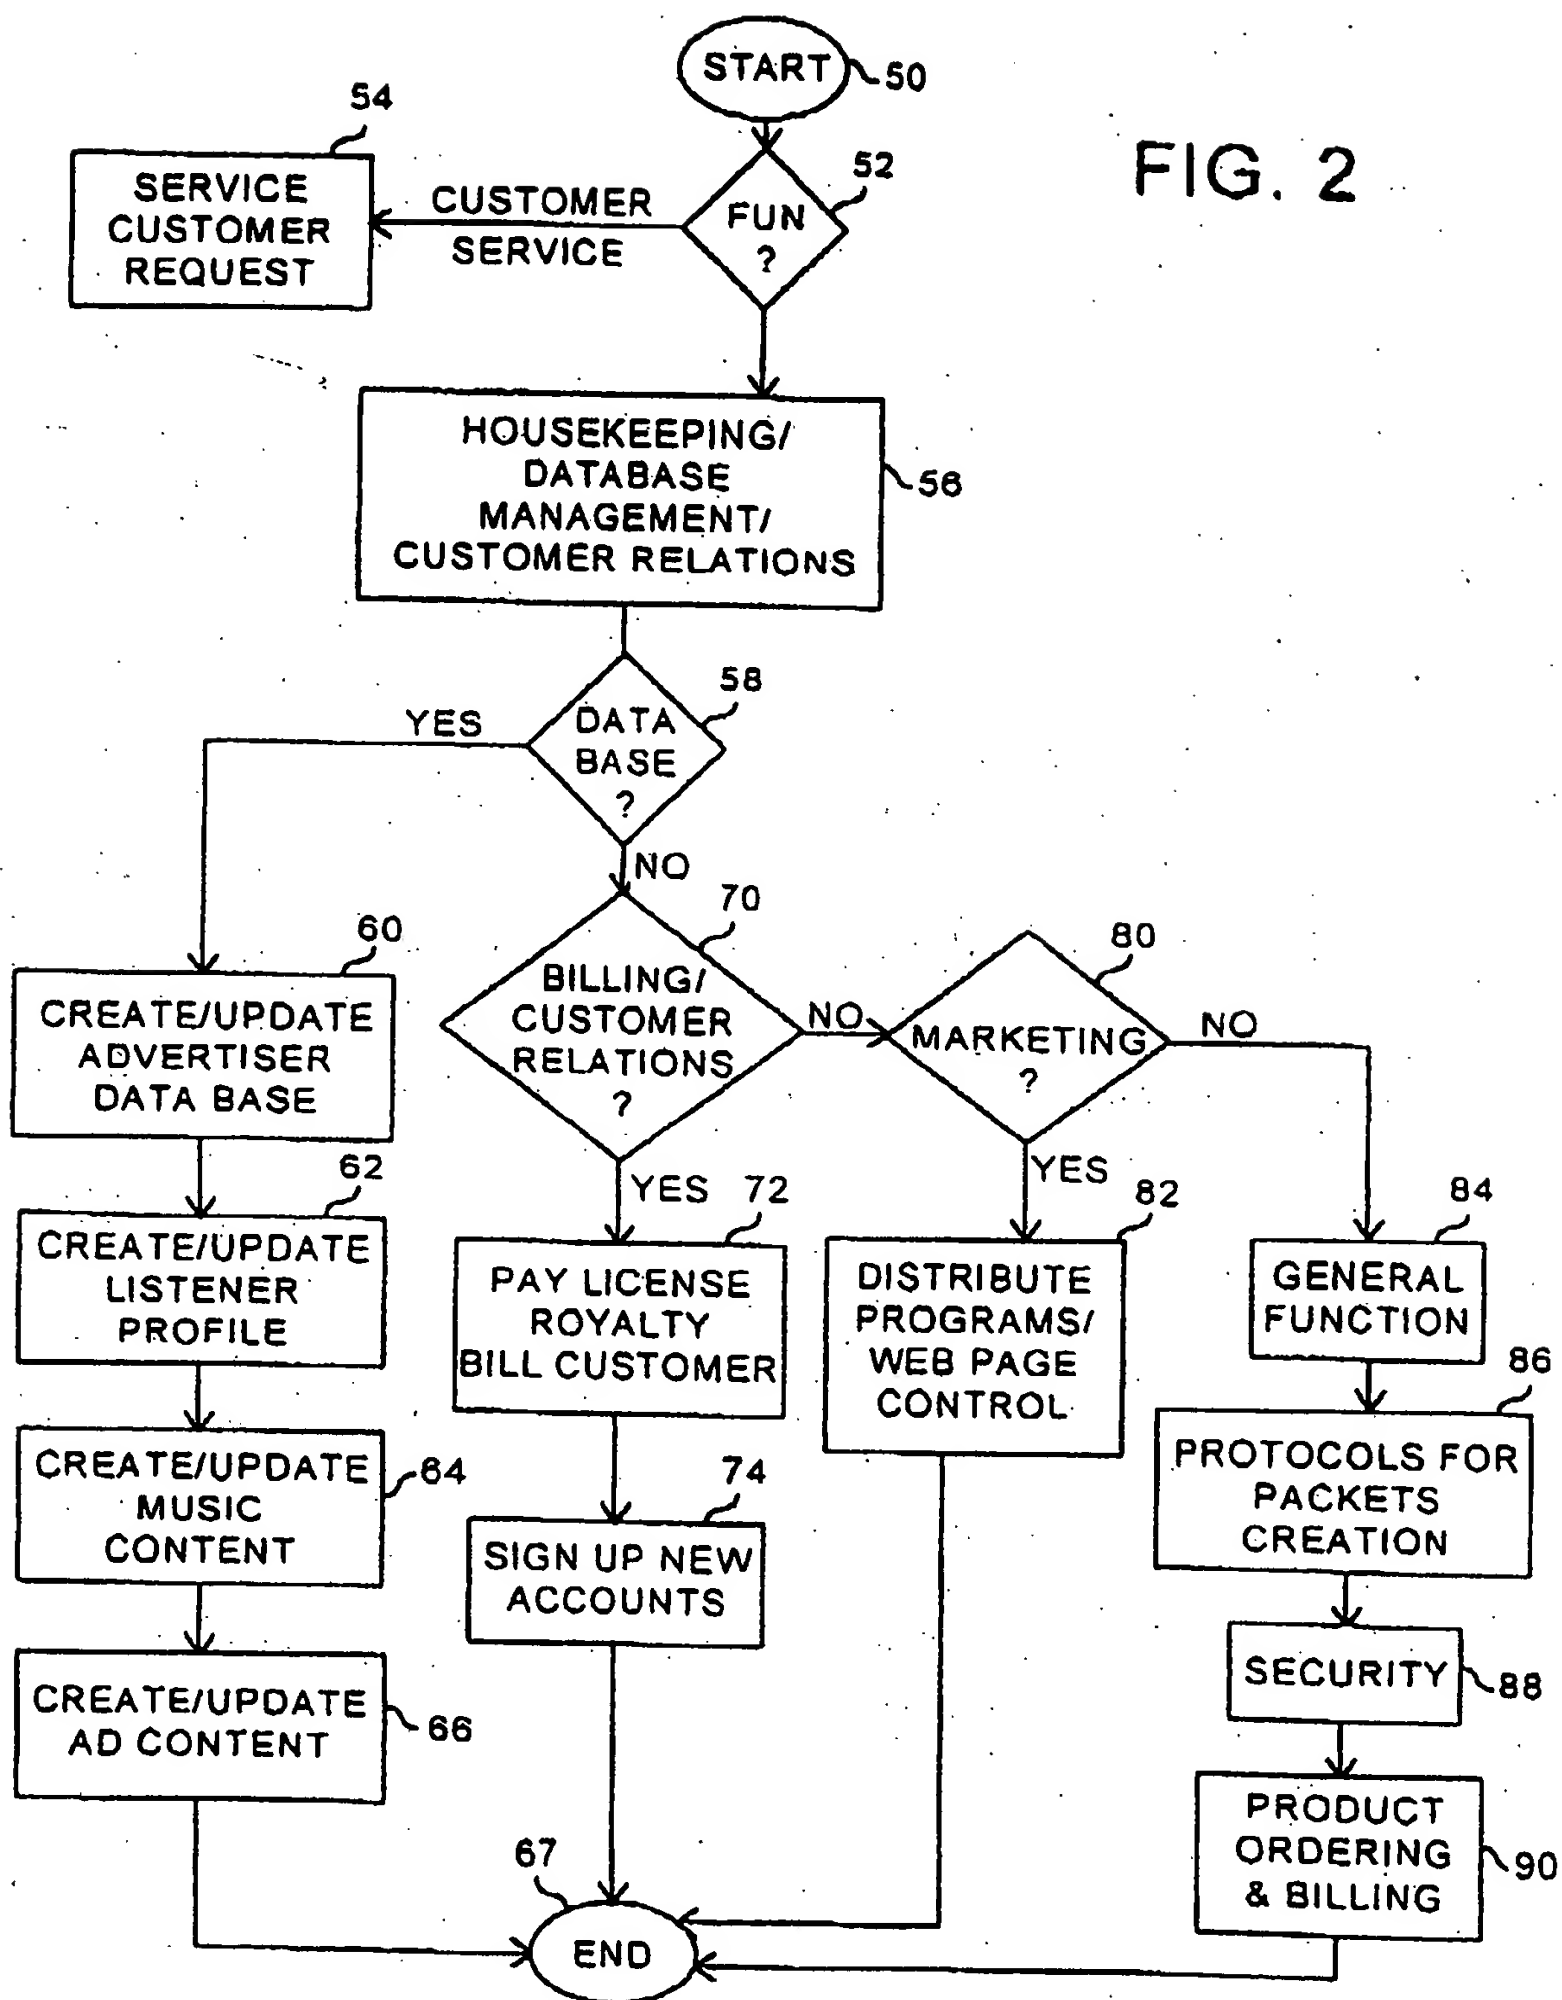 START
50
FIG. 2
54
52
SERVICE
CUSTOMER
REQUEST
CUSTOMER
SERVICE
FUN
?
HOUSEKEEPING/
DATABASE
MANAGEMENT/
CUSTOMER RELATIONS
56
58
YES
DATA
BASE
?
NO
70
60
80
CREATE/UPDATE
ADVERTISER
DATA BASE
BILLING/
CUSTOMER
RELATIONS
?
NO
MARKETING
?
NO
62
YES
72
YES
82
84
CREATE/UPDATE
LISTENER
PROFILE
PAY LICENSE
ROYALTY
BILL CUSTOMER
DISTRIBUTE
PROGRAMS/
WEB PAGE
CONTROL
GENERAL
FUNCTION
86
CREATE/UPDATE
MUSIC
CONTENT
64
74
PROTOCOLS FOR
PACKETS
CREATION
SIGN UP NEW
ACCOUNTS
SECURITY
88
CREATE/UPDATE
AD CONTENT
66
PRODUCT
ORDERING
& BILLING
90
67
END